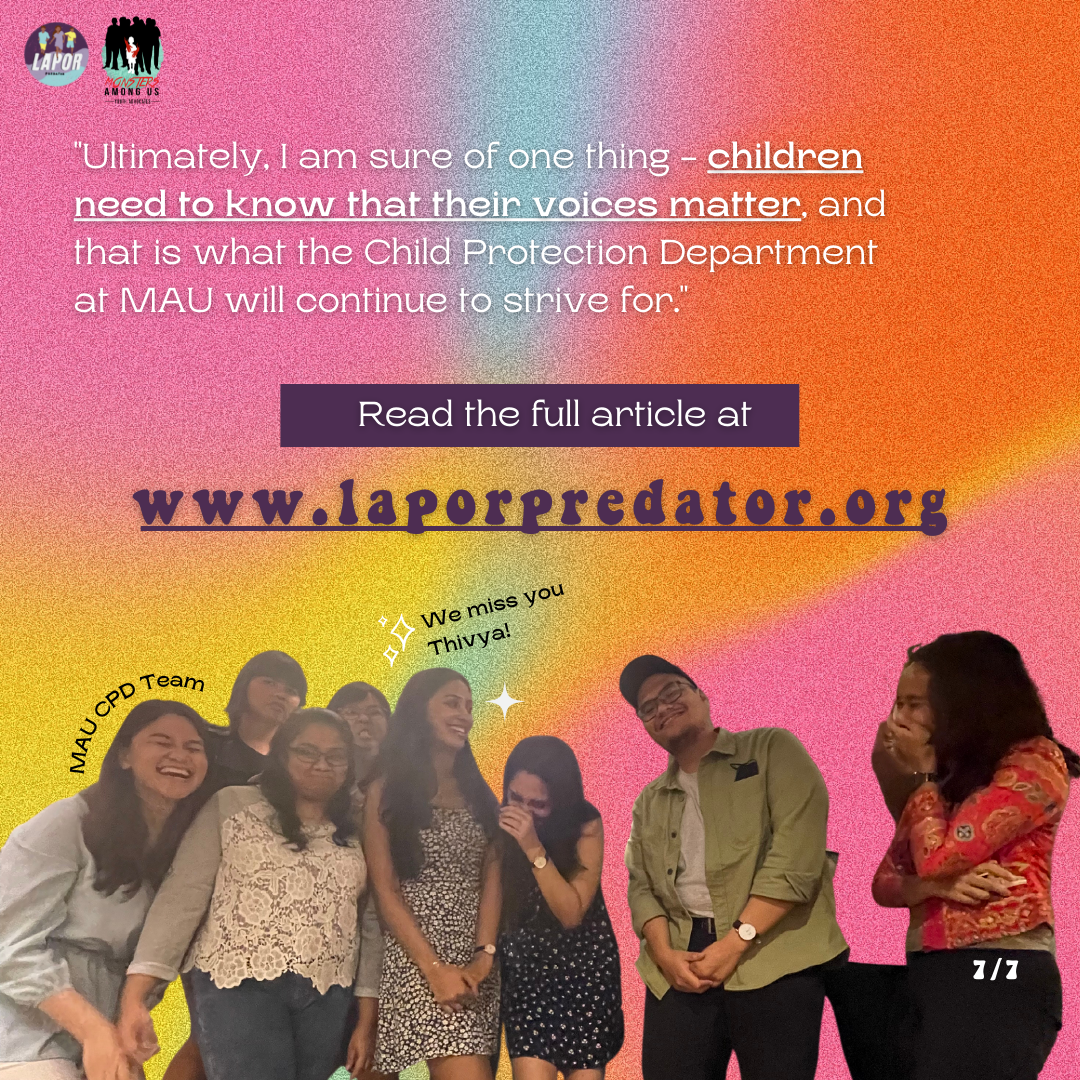 LAPOR
MONSTERS
AMONG US
"Ultimately, I am sure of one thing - children
need to know that their voices matter, and
that is what the Child Protection Department
at MAU will continue to strive for."
Read the full article at
www.laporpredator.org
We miss you
Thivya!
MAU CPD Team
7/7